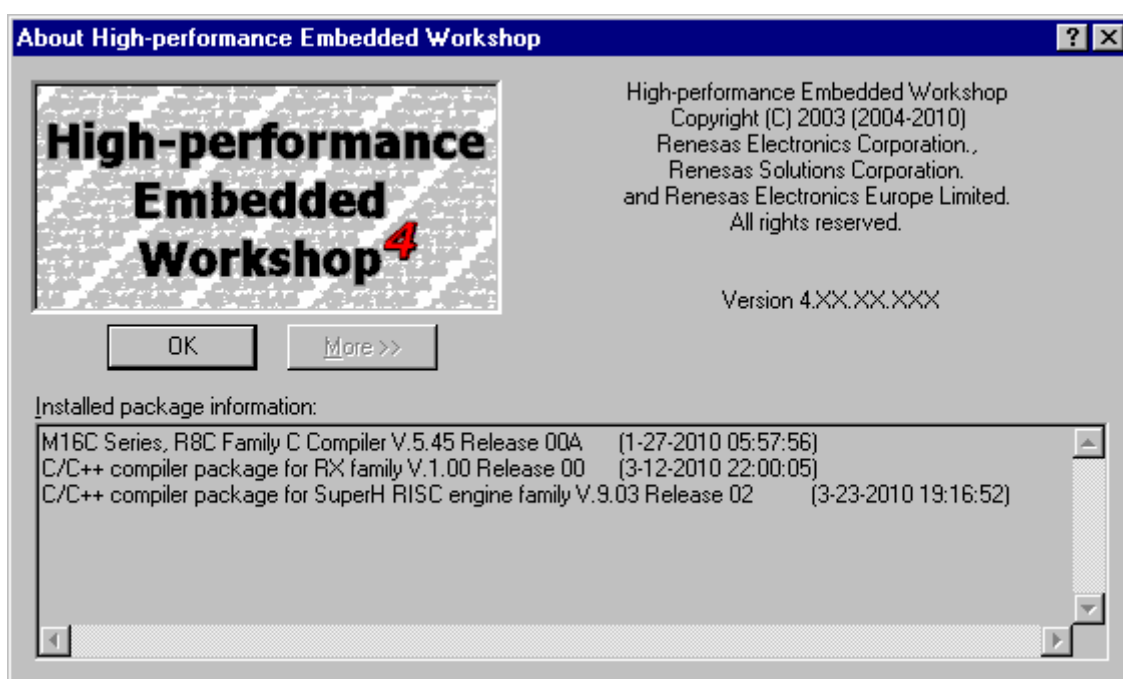 About High-performance Embedded Workshop
High-performance
Embedded
Workshop4
High-performance Embedded Workshop
Copyright (C) 2003 (2004-2010)
Renesas Electronics Corporation.,
Renesas Solutions Corporation.
and Renesas Electronics Europe Limited.
All rights reserved.
Version 4.XX.XX.XXX
OK
More >>
Installed package information:
M16C Series, R8C Family C Compiler V.5.45 Release 00A (1-27-2010 05:57:56)
C/C++ compiler package for RX family V.1.00 Release 00 (3-12-2010 22:00:05)
C/C++ compiler package for SuperH RISC engine family V.9.03 Release 02 (3-23-2010 19:16:52)